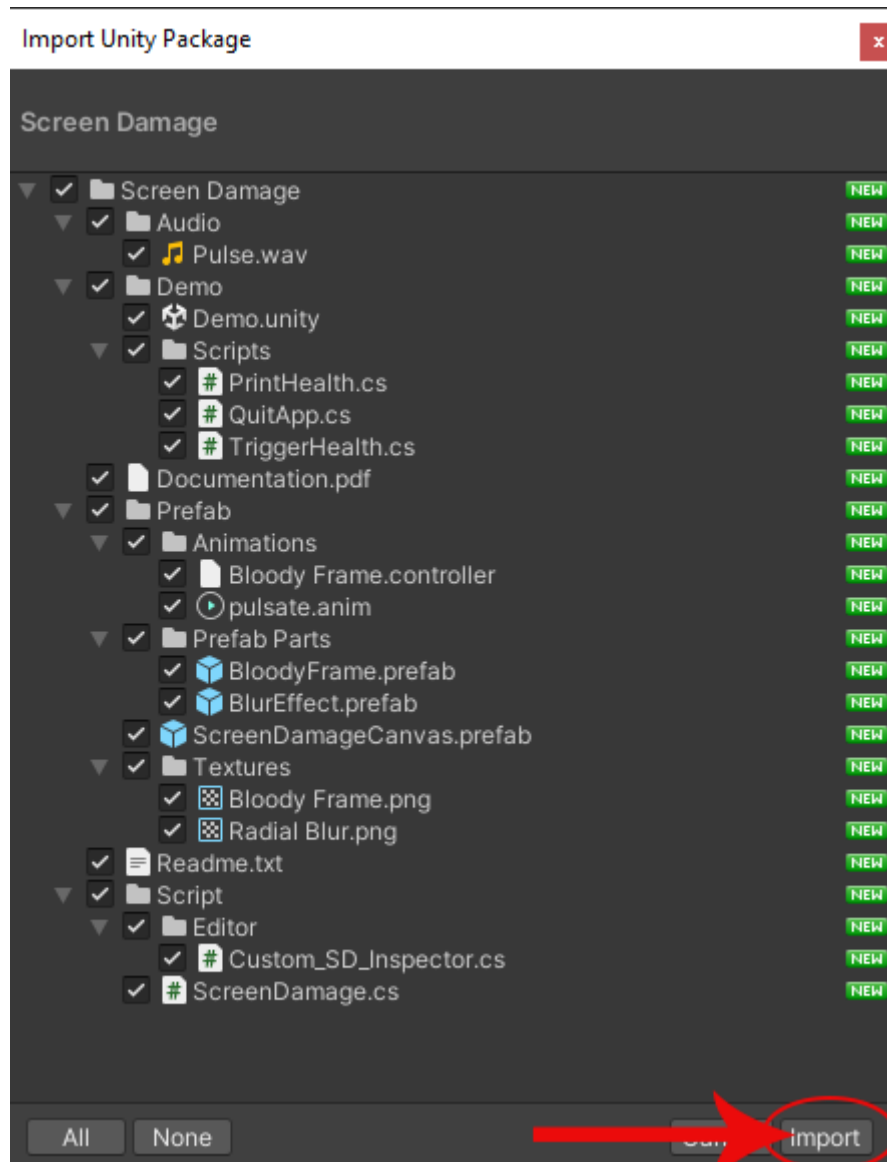 Import Unity Package
x
Screen Damage
Screen Damage NEW
Audio NEW
Pulse.wav NEW
Demo NEW
Demo.unity NEW
Scripts NEW
# PrintHealth.cs NEW
# QuitApp.cs NEW
# TriggerHealth.cs NEW
Documentation.pdf NEW
Prefab NEW
Animations NEW
Bloody Frame.controller NEW
pulsate.anim NEW
Prefab Parts NEW
BloodyFrame.prefab NEW
BlurEffect.prefab NEW
ScreenDamageCanvas.prefab NEW
Textures NEW
Bloody Frame.png NEW
Radial Blur.png NEW
Readme.txt NEW
Script NEW
Editor NEW
# Custom_SD_Inspector.cs NEW
# ScreenDamage.cs NEW
All None Import